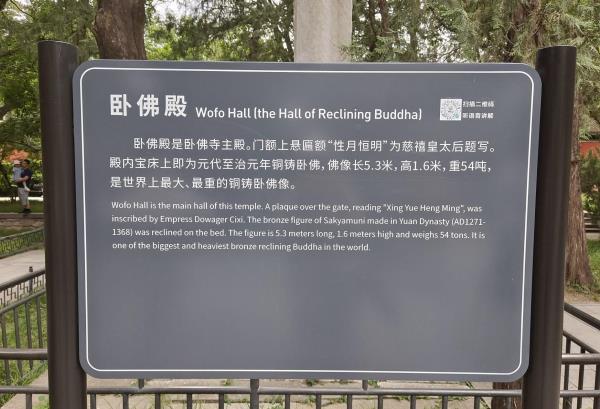 卧佛殿 Wofo Hall (the Hall of Reclining Buddha)
扫描二维码
听语音讲解
卧佛殿是卧佛寺主殿。门额上悬匾额“性月恒明”为慈禧皇太后题写。
殿内宝床上即为元代至治元年铜铸卧佛,佛像长5.3米,高1.6米,重54吨,
是世界上最大、最重的铜铸卧佛像。
Wofo Hall is the main hall of this temple. A plaque over the gate, reading "Xing Yue Heng Ming", was
inscribed by Empress Dowager Cixi. The bronze figure of Sakyamuni made in Yuan Dynasty (AD1271-
1368) was reclined on the bed. The figure is 5.3 meters long, 1.6 meters high and weighs 54 tons. It is
one of the biggest and heaviest bronze reclining Buddha in the world.